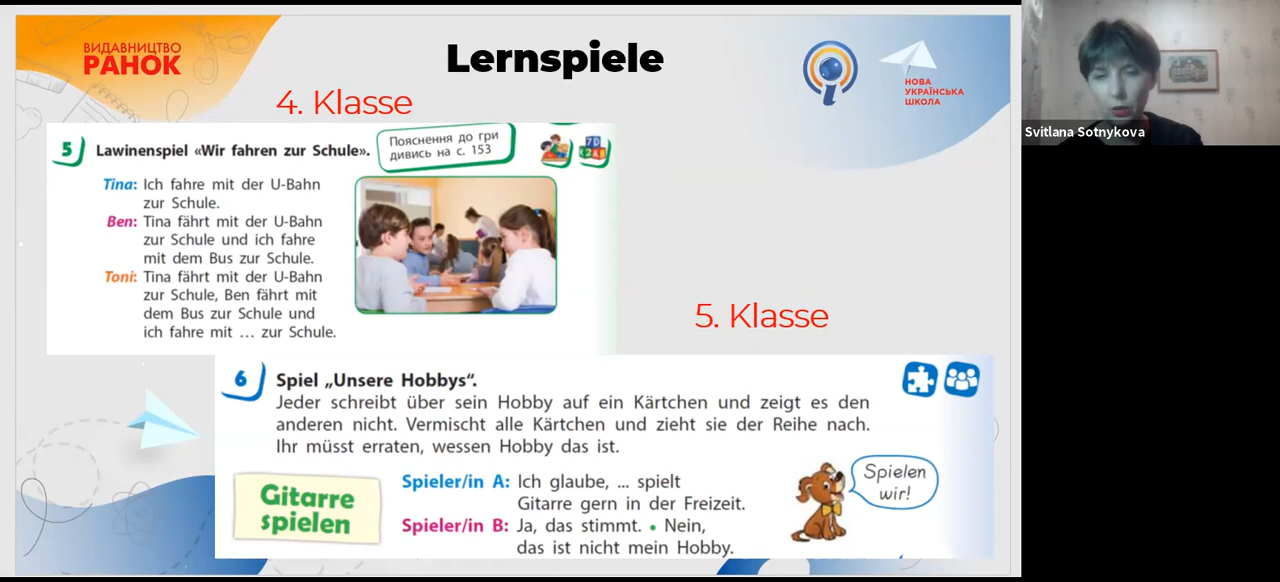 ВИДАВНИЦТВО
РАНОК
Lernspiele
НОВА
УКРАЇНСЬКА
ШКОЛА
Svitlana Sotnykova
4. Klasse
5 Lawinenspiel «Wir fahren zur Schule».
Пояснення до гри
дивись на с. 153
Tina: Ich fahre mit der U-Bahn
zur Schule.
Ben: Tina fährt mit der U-Bahn
zur Schule und ich fahre
mit dem Bus zur Schule.
Toni: Tina fährt mit der U-Bahn
zur Schule, Ben fährt mit
dem Bus zur Schule und
ich fahre mit ... zur Schule.
5. Klasse
6 Spiel „Unsere Hobbys“.
Jeder schreibt über sein Hobby auf ein Kärtchen und zeigt es den
anderen nicht. Vermischt alle Kärtchen und zieht sie der Reihe nach.
Ihr müsst erraten, wessen Hobby das ist.
Gitarre
spielen
Spieler/in A: Ich glaube, ... spielt
Gitarre gern in der Freizeit.
Spieler/in B: Ja, das stimmt. • Nein,
das ist nicht mein Hobby.
Spielen
wir!